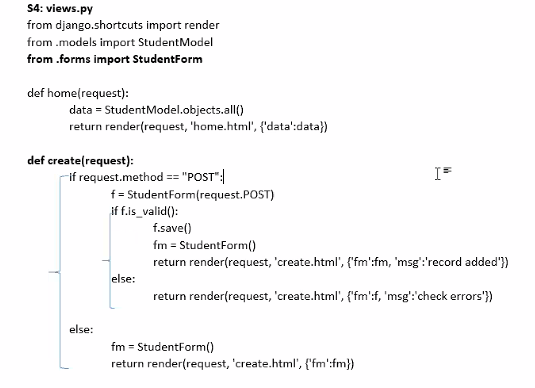 S4: views.py
from django.shortcuts import render
from .models import StudentModel
from .forms import StudentForm
def home(request):
data = StudentModel.objects.all()
return render(request, 'home.html', {'data':data})
def create(request):
if request.method == "POST":
f = StudentForm(request.POST)
if f.is_valid():
f.save()
fm = StudentForm()
return render(request, 'create.html', {'fm':fm, 'msg':'record added'})
else:
return render(request, 'create.html', {'fm':f, 'msg':'check errors'})
else:
fm = StudentForm()
return render(request, 'create.html', {'fm':fm})